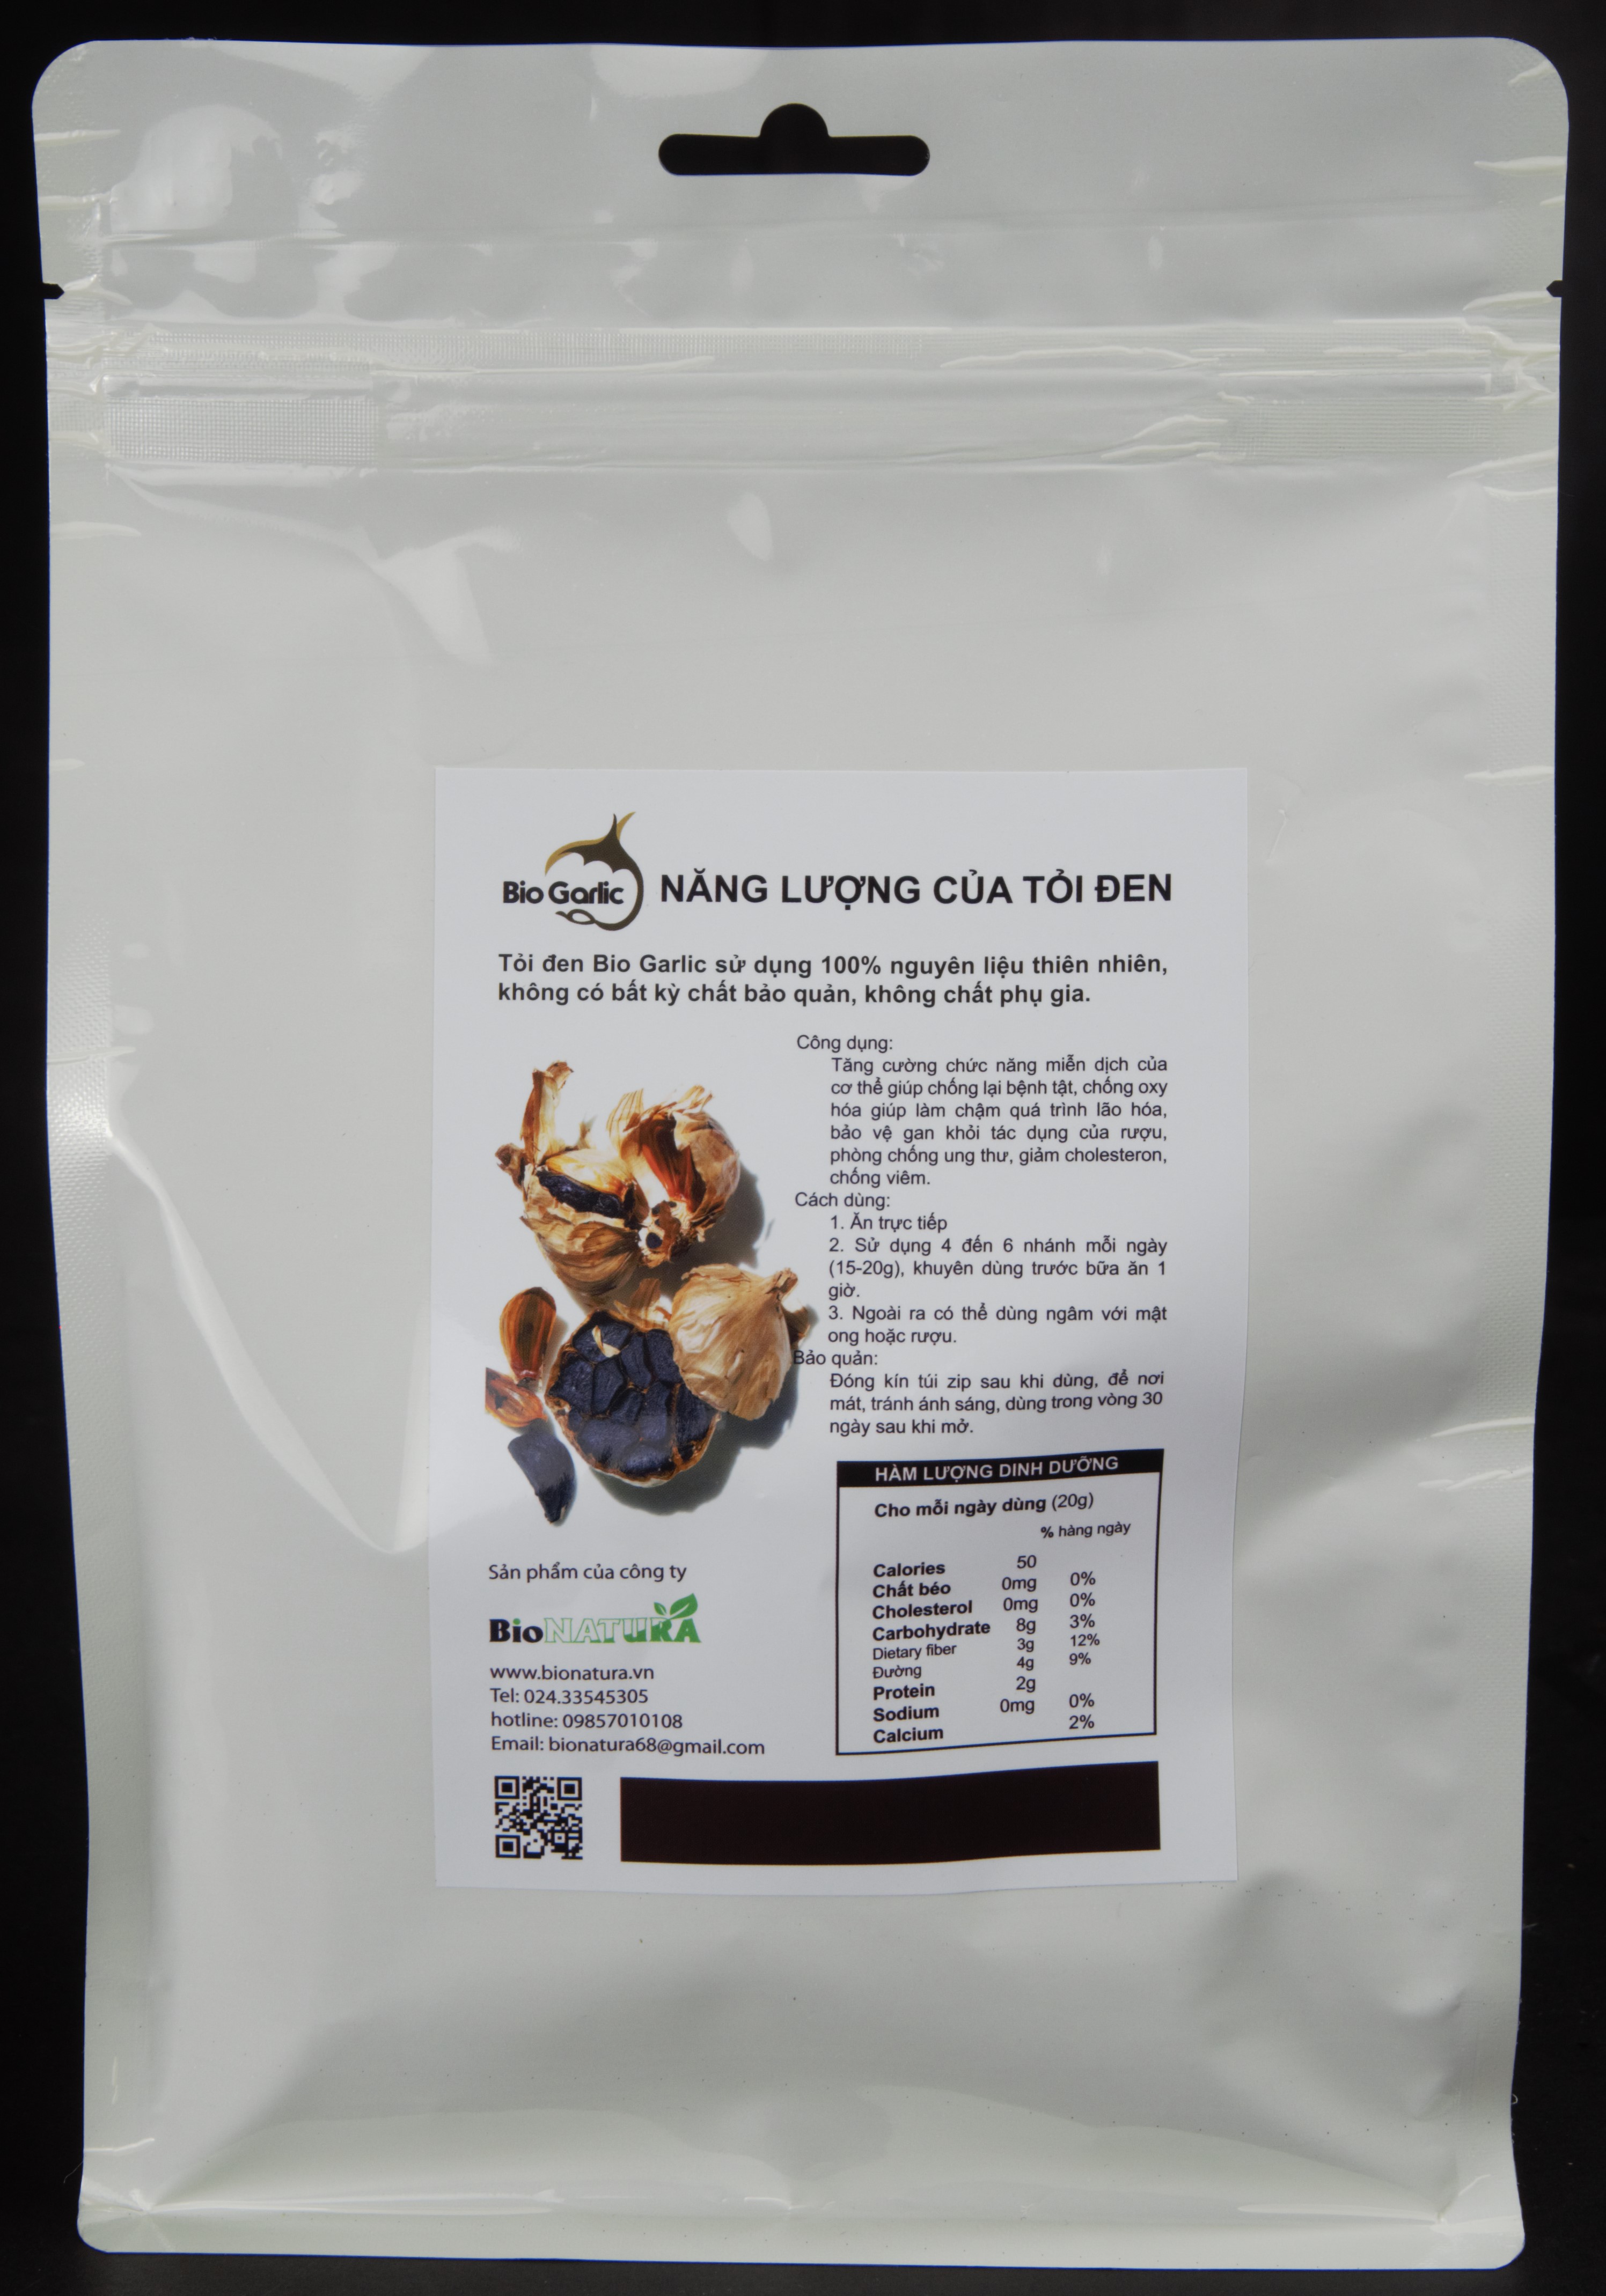 Bio Garlic
NĂNG LƯỢNG CỦA TỎI ĐEN
Tỏi đen Bio Garlic sử dụng 100% nguyên liệu thiên nhiên,
không có bất kỳ chất bảo quản, không chất phụ gia.
Công dụng:
Tăng cường chức năng miễn dịch của
cơ thể giúp chống lại bệnh tật, chống oxy
hóa giúp làm chậm quá trình lão hóa,
bảo vệ gan khỏi tác dụng của rượu,
phòng chống ung thư, giảm cholesteron,
chống viêm.
Cách dùng:
1. Ăn trực tiếp
2. Sử dụng 4 đến 6 nhánh mỗi ngày
(15-20g), khuyên dùng trước bữa ăn 1
giờ.
3. Ngoài ra có thể dùng ngâm với mật
ong hoặc rượu.
Bảo quản:
Đóng kín túi zip sau khi dùng, để nơi
mát, tránh ánh sáng, dùng trong vòng 30
ngày sau khi mở.
HÀM LƯỢNG DINH DƯỠNG
Cho mỗi ngày dùng (20g)
% hàng ngày
Calories 50
Chất béo 0mg 0%
Cholesterol 0mg 0%
Carbohydrate 8g 3%
Dietary fiber 3g 12%
Đường 4g 9%
Protein 2g
Sodium 0mg 0%
Calcium 2%
Sản phẩm của công ty
BioNATURA
www.bionatura.vn
Tel: 024.33545305
hotline: 09857010108
Email: bionatura68@gmail.com